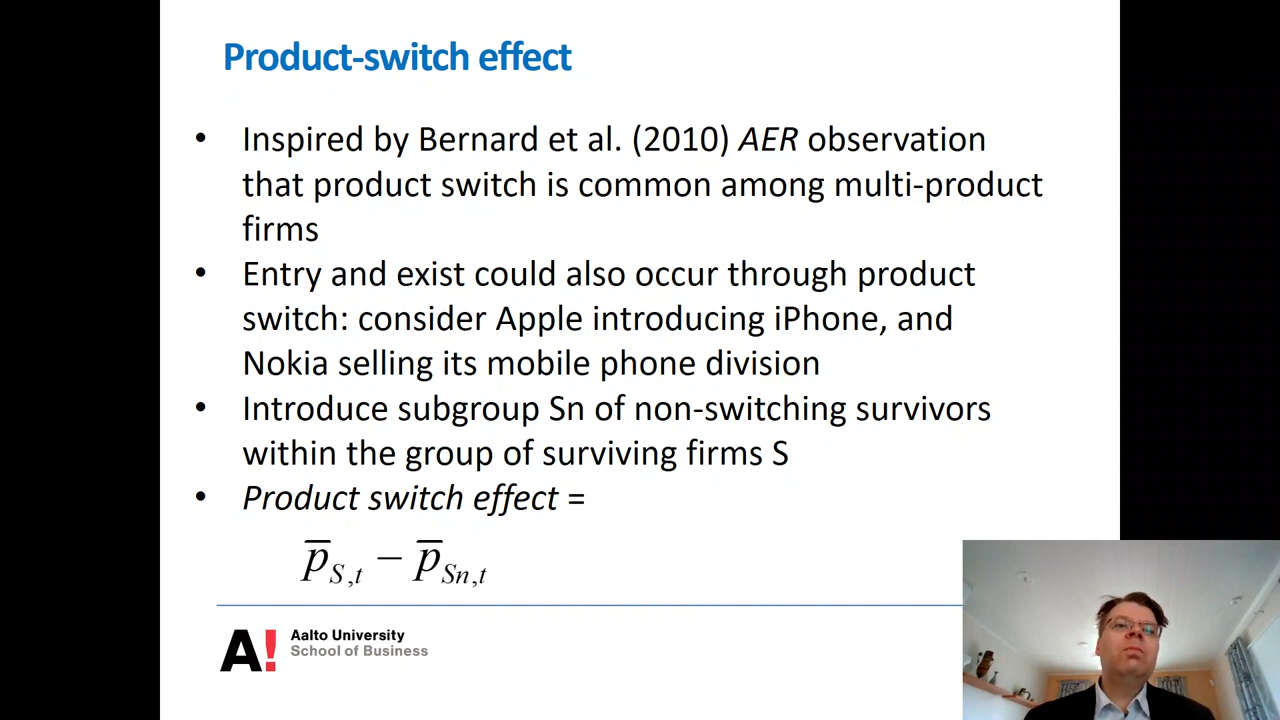 Product-switch effect
• Inspired by Bernard et al. (2010) AER observation
that product switch is common among multi-product
firms
• Entry and exist could also occur through product
switch: consider Apple introducing iPhone, and
Nokia selling its mobile phone division
• Introduce subgroup Sn of non-switching survivors
within the group of surviving firms S
• Product switch effect =
p̅_{S,t} − p̅_{Sn,t}
A! Aalto University
School of Business